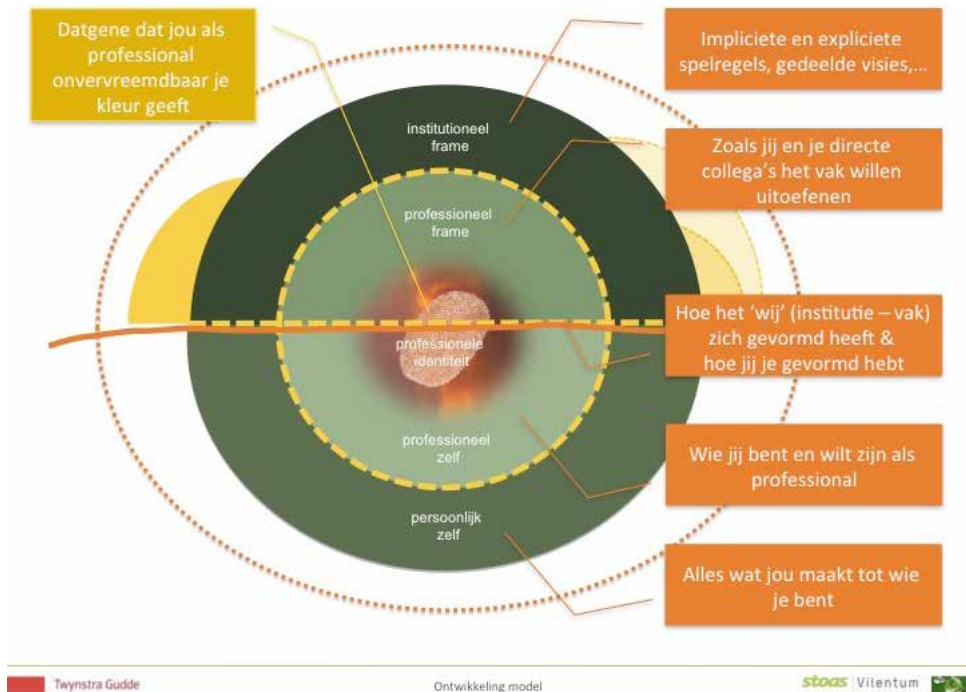 Datgene dat jou als
professional
onvervreemdbaar je
kleur geeft
Impliciete en expliciete
spelregels, gedeelde visies,...
institutioneel
frame
Zoals jij en je directe
collega's het vak willen
uitoefenen
professioneel
frame
Hoe het 'wij' (institutie – vak)
zich gevormd heeft &
hoe jij je gevormd hebt
professionele
identiteit
professioneel
zelf
Wie jij bent en wilt zijn als
professional
persoonlijk
zelf
Alles wat jou maakt tot wie
je bent
Twynstra Gudde
Ontwikkeling model
stoas Vilentum